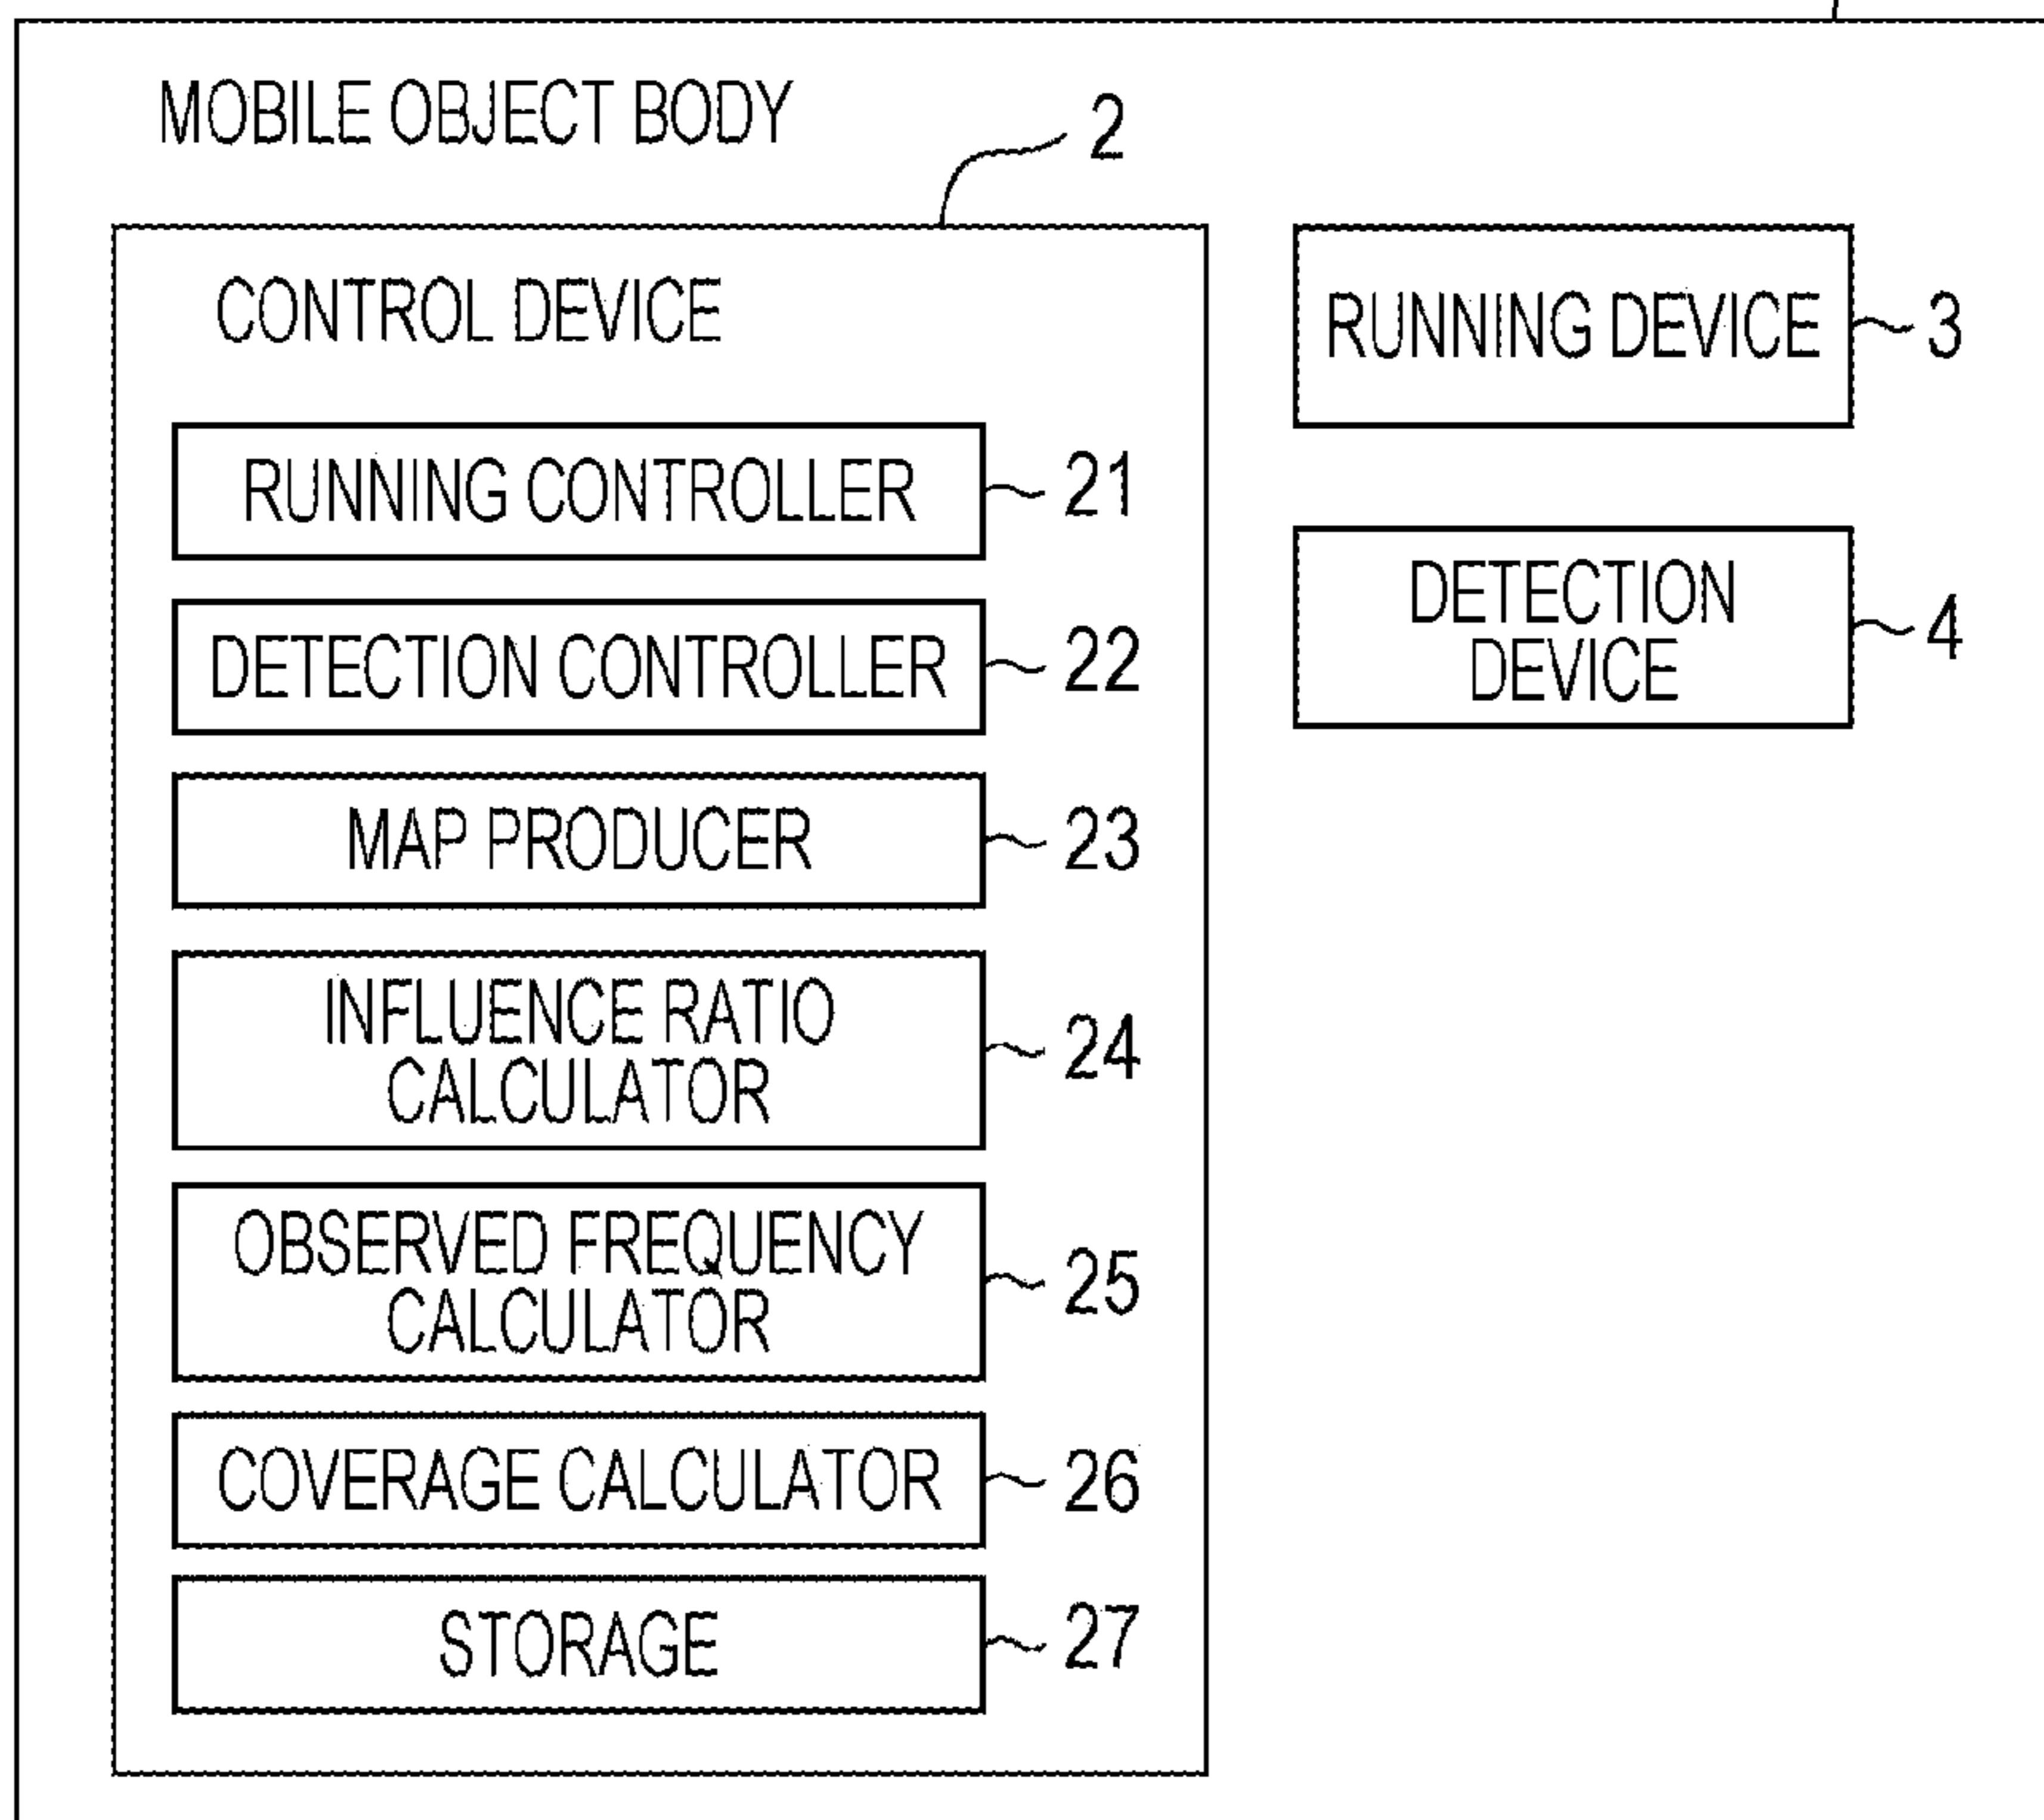 MOBILE OBJECT BODY
2
CONTROL DEVICE
RUNNING CONTROLLER 21
DETECTION CONTROLLER 22
MAP PRODUCER 23
INFLUENCE RATIO
CALCULATOR
24
OBSERVED FREQUENCY
CALCULATOR
25
COVERAGE CALCULATOR 26
STORAGE 27
RUNNING DEVICE 3
DETECTION
DEVICE
4